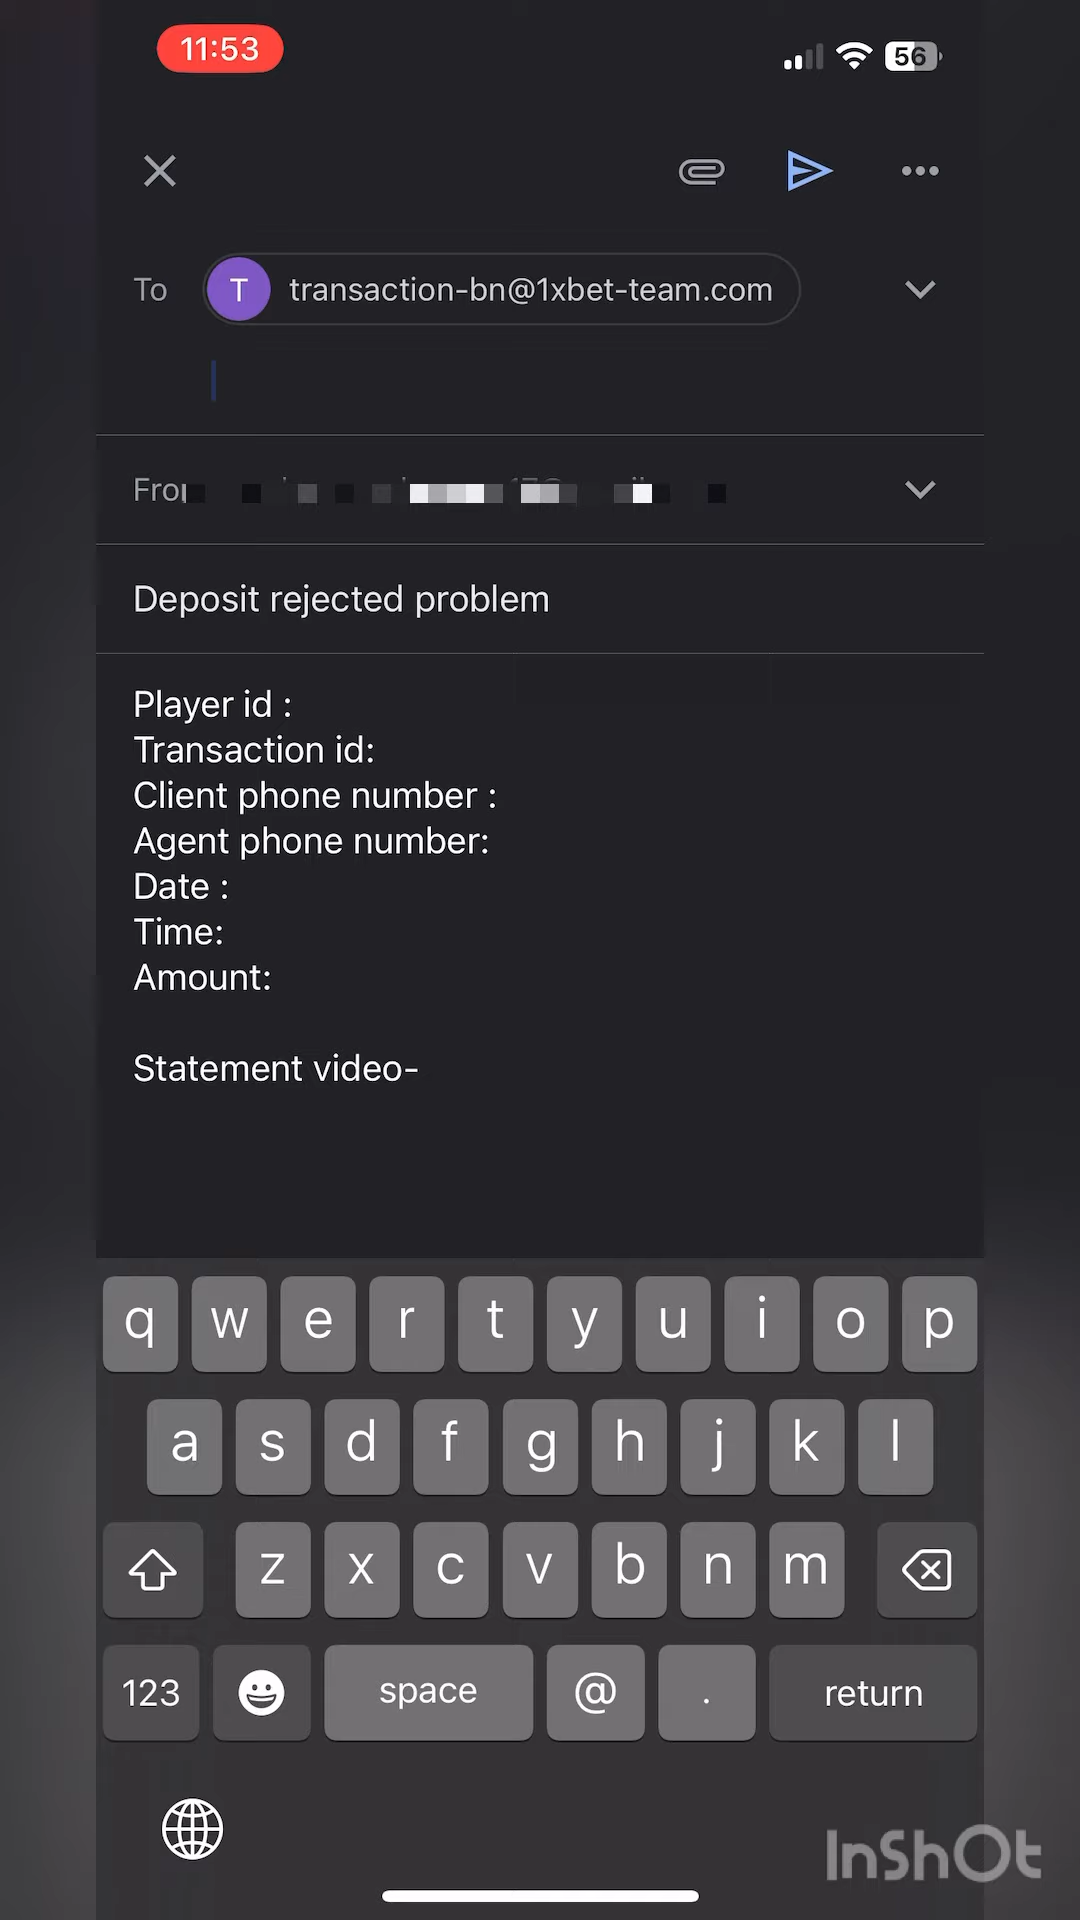 11:53
56
To
T
transaction-bn@1xbet-team.com
From
Deposit rejected problem
Player id :
Transaction id:
Client phone number :
Agent phone number:
Date :
Time:
Amount:
Statement video-
q w e r t y u i o p
a s d f g h j k l
z x c v b n m
123 space @ . return
InShOt